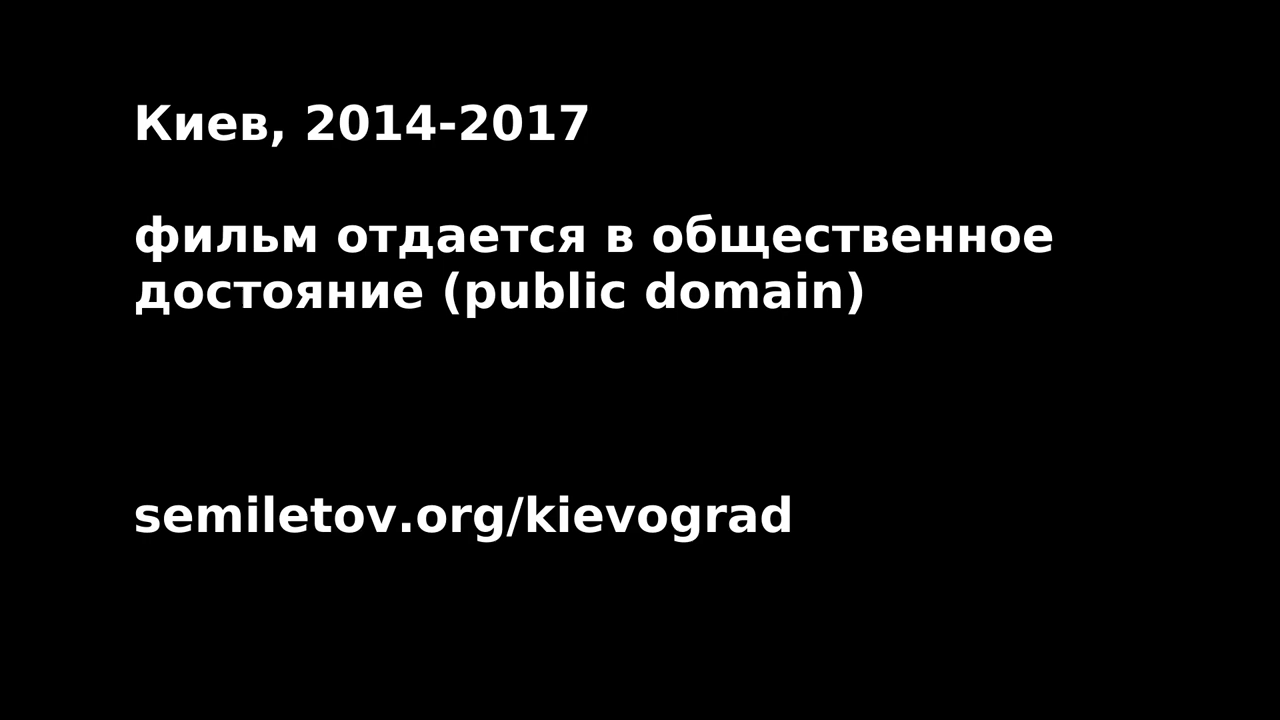 Киев, 2014-2017
фильм отдается в общественное
достояние (public domain)
semiletov.org/kievograd